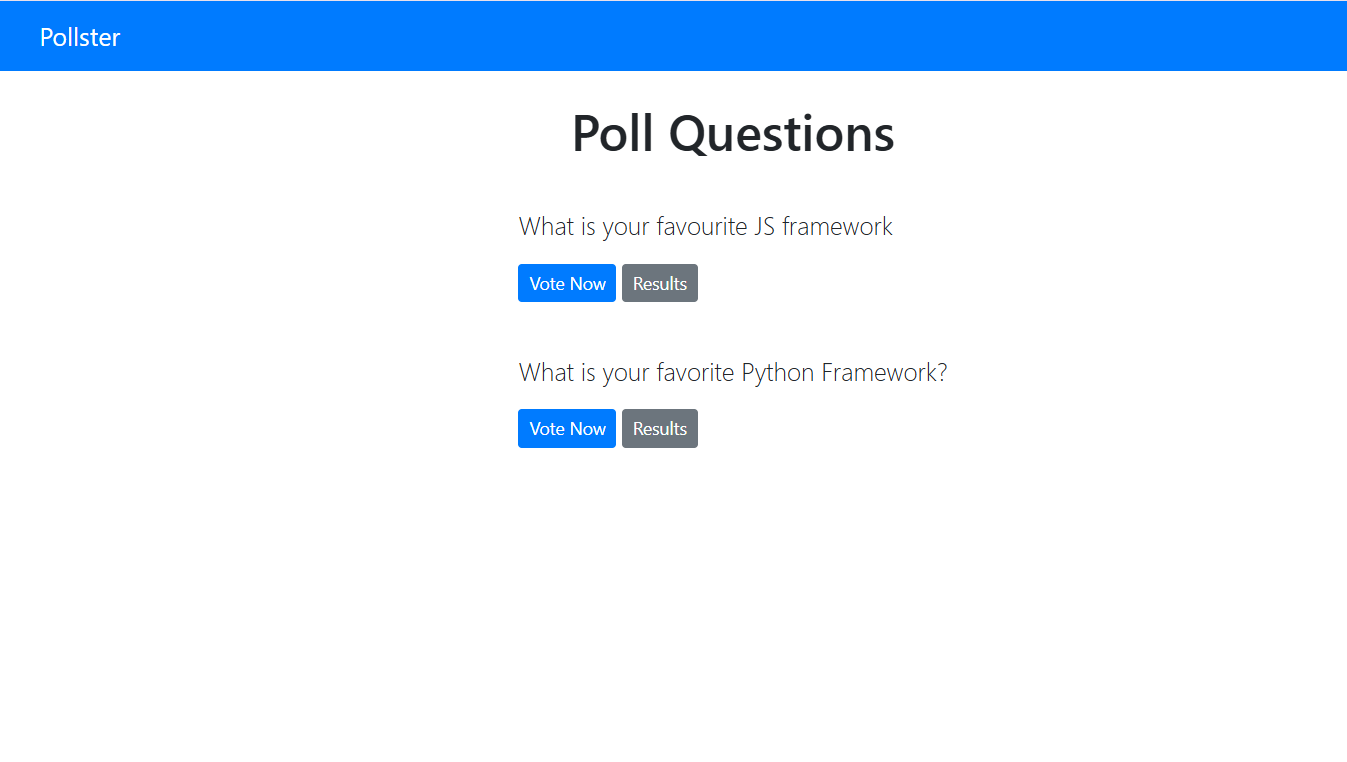 Pollster
Poll Questions
What is your favourite JS framework
Vote Now Results
What is your favorite Python Framework?
Vote Now Results